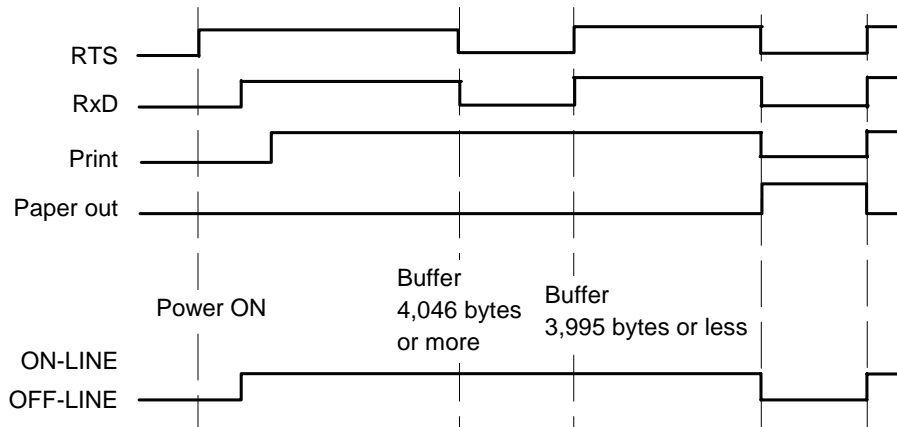 RTS
RxD
Print
Paper out
Power ON
Buffer
4,046 bytes
or more
Buffer
3,995 bytes or less
ON-LINE
OFF-LINE